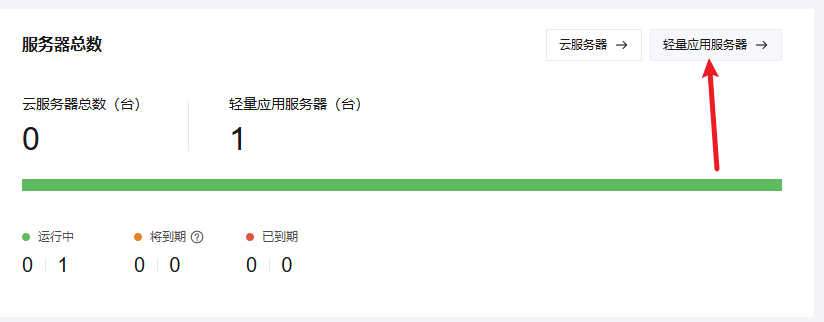 服务器总数
云服务器 →
轻量应用服务器 →
云服务器总数（台）
轻量应用服务器（台）
0
1
运行中
将到期 ?
已到期
0 1
0 0
0 0